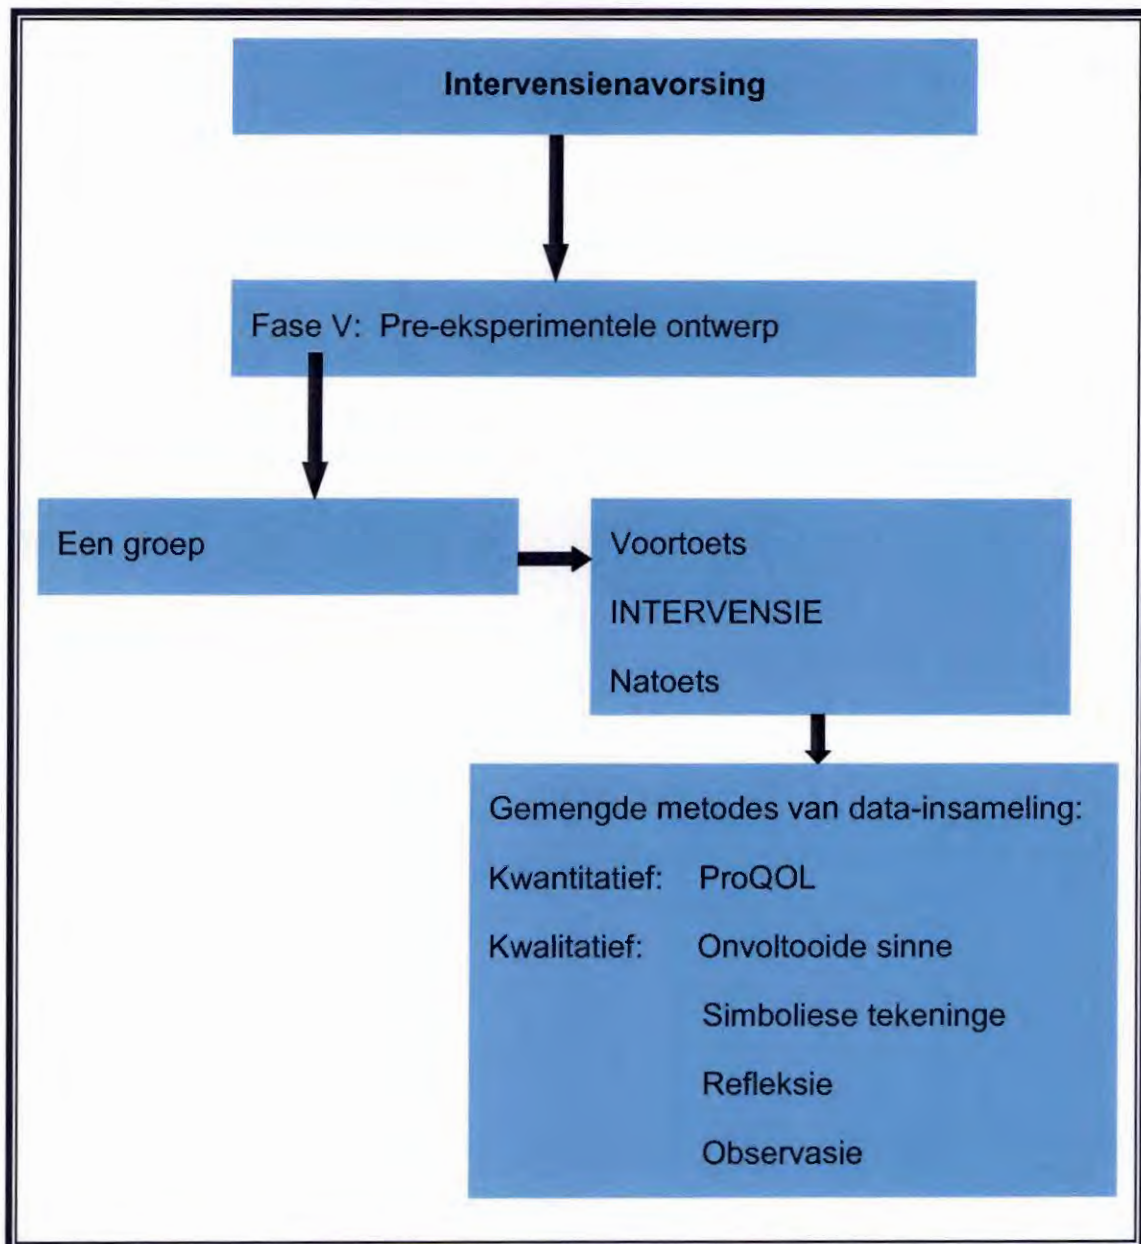 Intervensienavorsing
Fase V: Pre-eksperimentele ontwerp
Een groep
Voortoets
INTERVENSIE
Natoets
Gemengde metodes van data-insameling:
Kwantitatief: ProQOL
Kwalitatief: Onvoltooide sinne
Simboliese tekeninge
Refleksie
Observasie